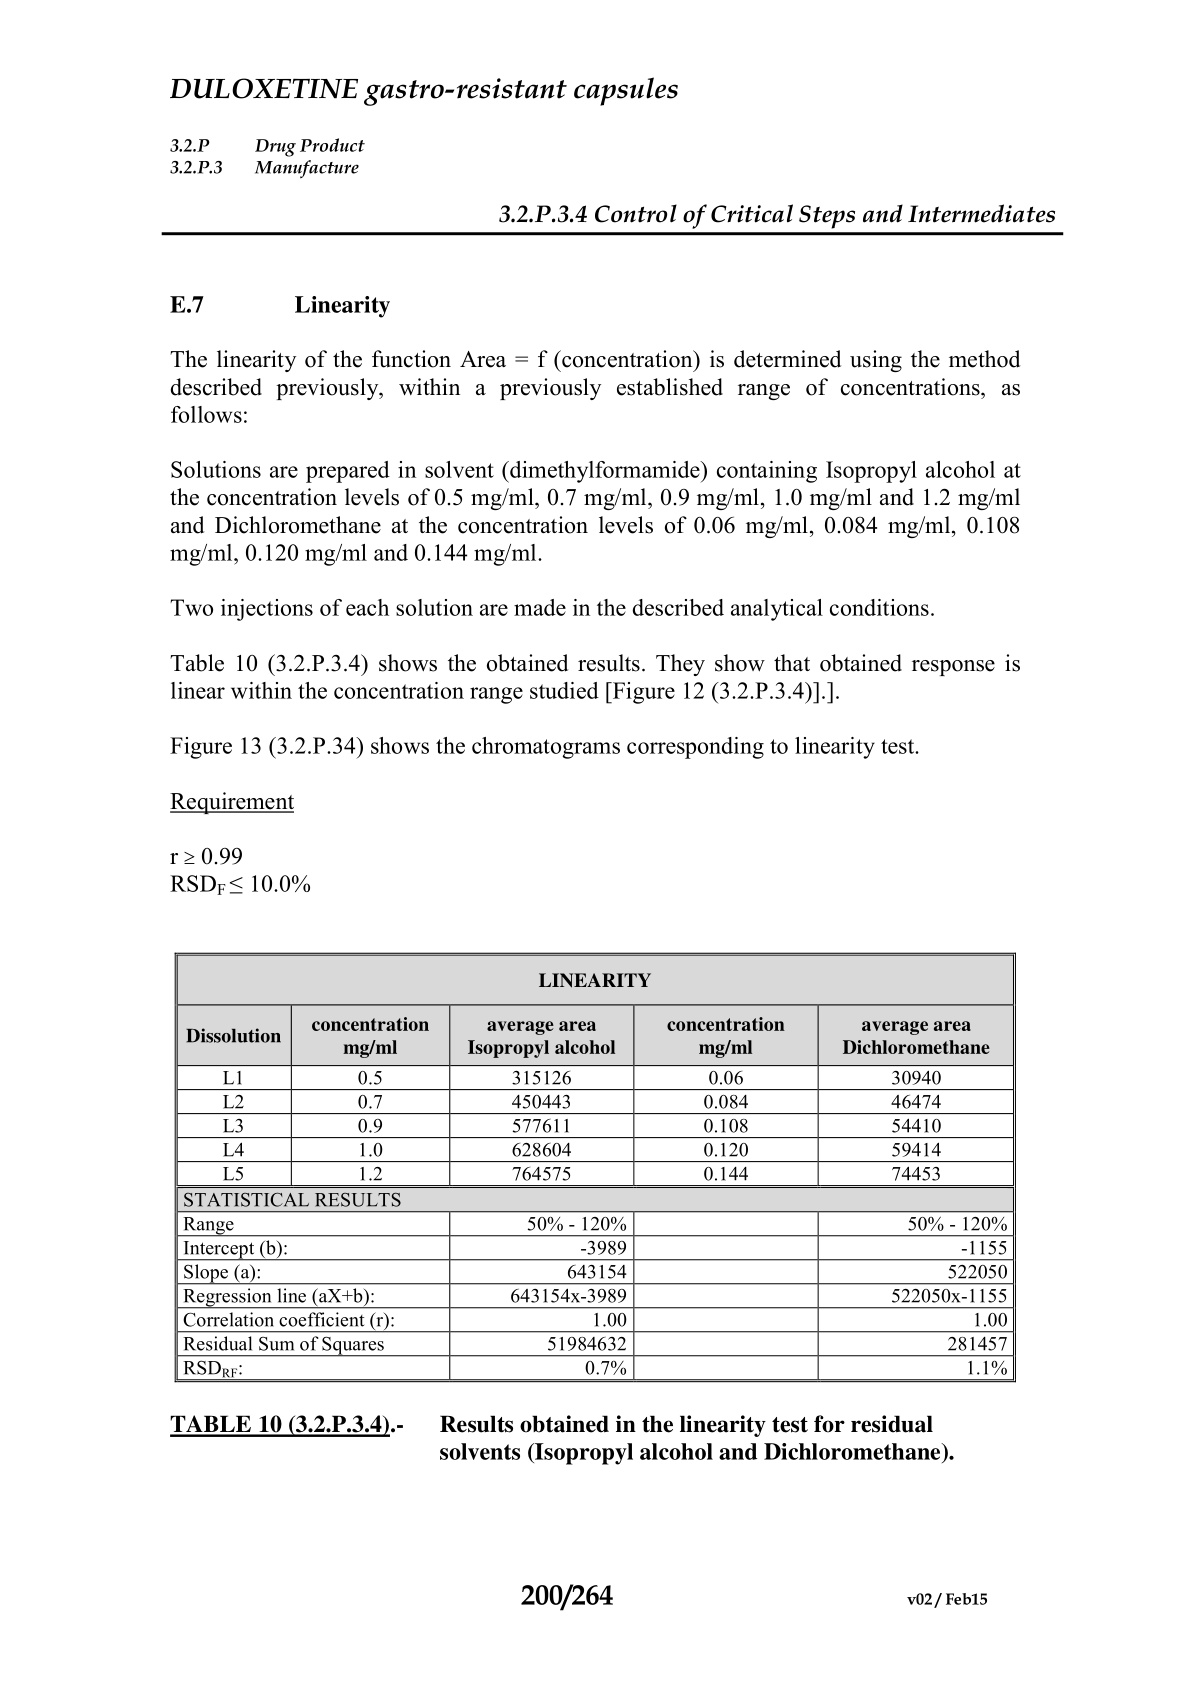 DULOXETINE gastro-resistant capsules
3.2.P Drug Product
3.2.P.3 Manufacture
3.2.P.3.4 Control of Critical Steps and Intermediates
E.7 Linearity
The linearity of the function Area = f (concentration) is determined using the method
described previously, within a previously established range of concentrations, as
follows:
Solutions are prepared in solvent (dimethylformamide) containing Isopropyl alcohol at
the concentration levels of 0.5 mg/ml, 0.7 mg/ml, 0.9 mg/ml, 1.0 mg/ml and 1.2 mg/ml
and Dichloromethane at the concentration levels of 0.06 mg/ml, 0.084 mg/ml, 0.108
mg/ml, 0.120 mg/ml and 0.144 mg/ml.
Two injections of each solution are made in the described analytical conditions.
Table 10 (3.2.P.3.4) shows the obtained results. They show that obtained response is
linear within the concentration range studied [Figure 12 (3.2.P.3.4)].].
Figure 13 (3.2.P.34) shows the chromatograms corresponding to linearity test.
Requirement
r ≥ 0.99
RSDF ≤ 10.0%
LINEARITY
Dissolution concentration mg/ml average area Isopropyl alcohol concentration mg/ml average area Dichloromethane
L1 0.5 315126 0.06 30940
L2 0.7 450443 0.084 46474
L3 0.9 577611 0.108 54410
L4 1.0 628604 0.120 59414
L5 1.2 764575 0.144 74453
STATISTICAL RESULTS
Range 50% - 120% 50% - 120%
Intercept (b): -3989 -1155
Slope (a): 643154 522050
Regression line (aX+b): 643154x-3989 522050x-1155
Correlation coefficient (r): 1.00 1.00
Residual Sum of Squares 51984632 281457
RSDRF: 0.7% 1.1%
TABLE 10 (3.2.P.3.4).- Results obtained in the linearity test for residual
solvents (Isopropyl alcohol and Dichloromethane).
200/264 v02 / Feb15